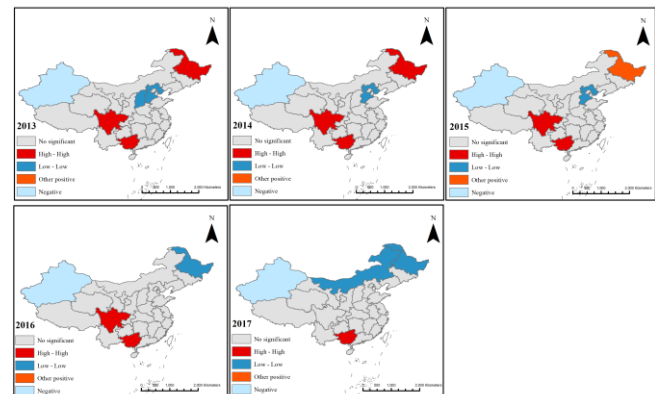 N
2013
No significant
High - High
Low - Low
Other positive
Negative
N
2014
No significant
High - High
Low - Low
Other positive
Negative
N
2015
No significant
High - High
Low - Low
Other positive
Negative
N
2016
No significant
High - High
Low - Low
Other positive
Negative
N
2017
No significant
High - High
Low - Low
Other positive
Negative